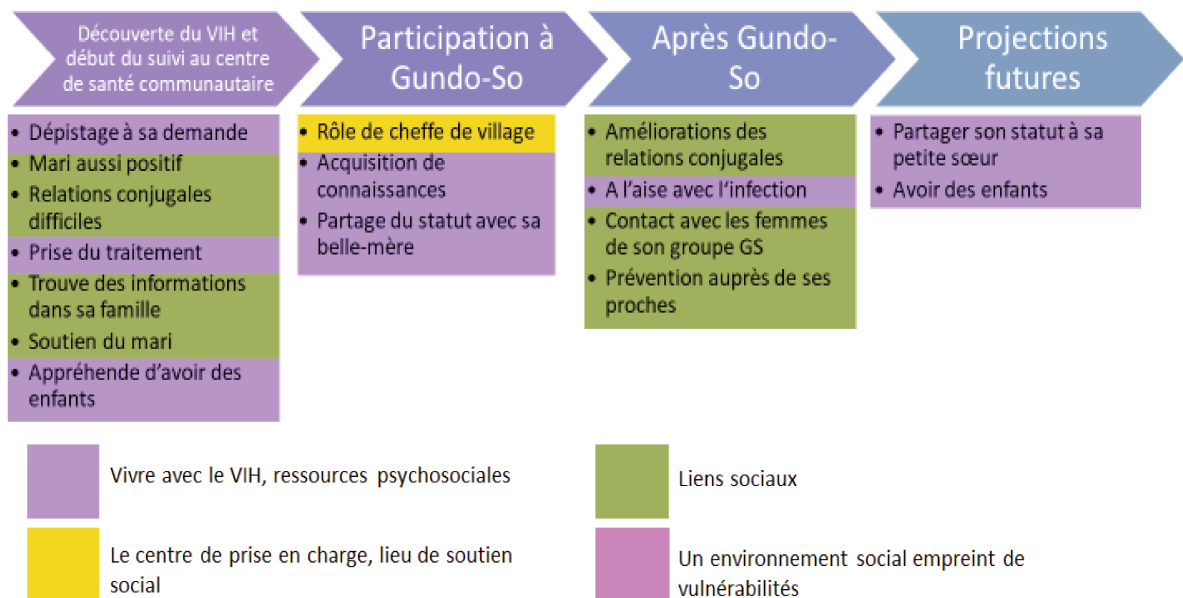 Découverte du VIH et
début du suivi au centre
de santé communautaire
Participation à
Gundo-So
Après Gundo-
So
Projections
futures
• Dépistage à sa demande
• Mari aussi positif
• Relations conjugales
difficiles
• Prise du traitement
• Trouve des informations
dans sa famille
• Soutien du mari
• Appréhende d'avoir des
enfants
• Rôle de cheffe de village
• Acquisition de
connaissances
• Partage du statut avec sa
belle-mère
• Améliorations des
relations conjugales
• A l'aise avec l'infection
• Contact avec les femmes
de son groupe GS
• Prévention auprès de ses
proches
• Partager son statut à sa
petite sœur
• Avoir des enfants
Vivre avec le VIH, ressources psychosociales
Liens sociaux
Le centre de prise en charge, lieu de soutien
social
Un environnement social empreint de
vulnérabilités